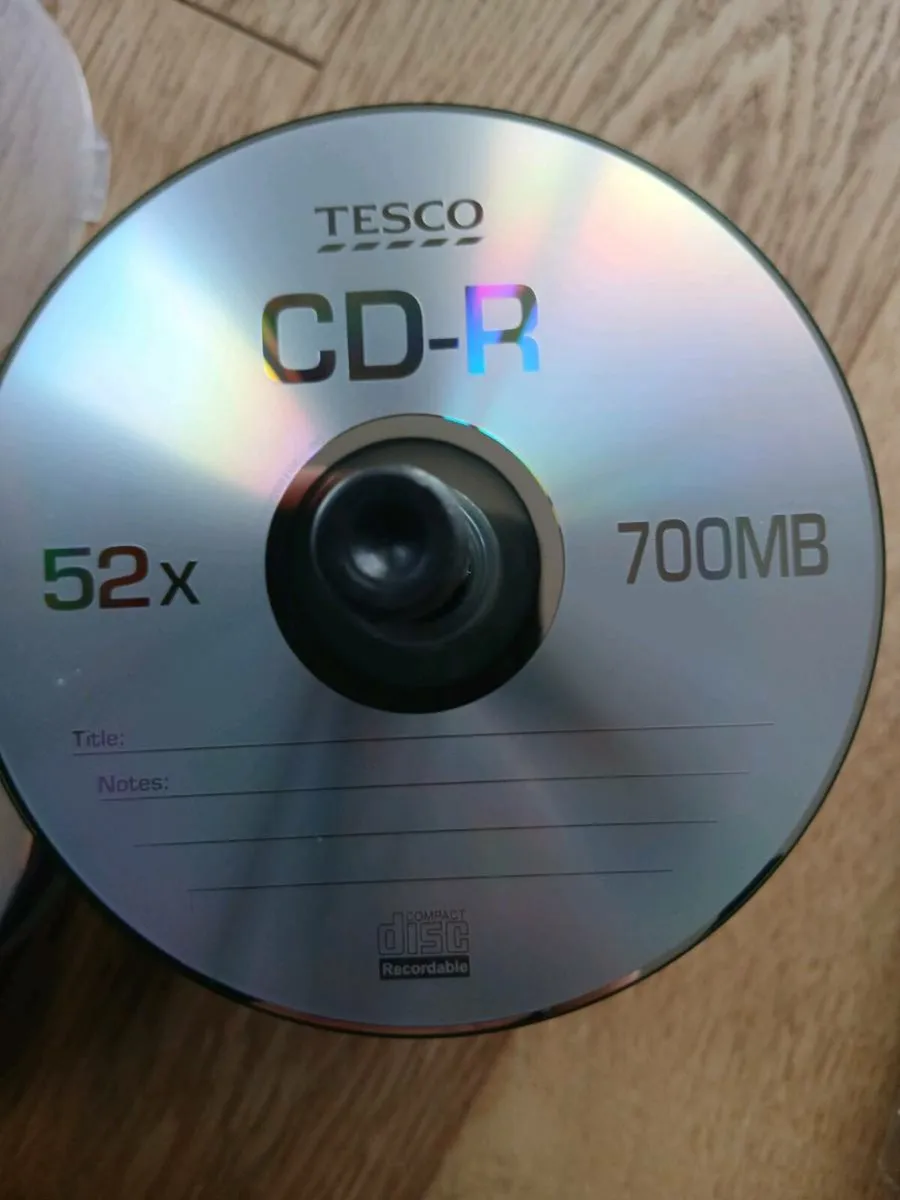 TESCO
CD-R
52x 700MB
Title:
Notes:
COMPACT
disc
Recordable